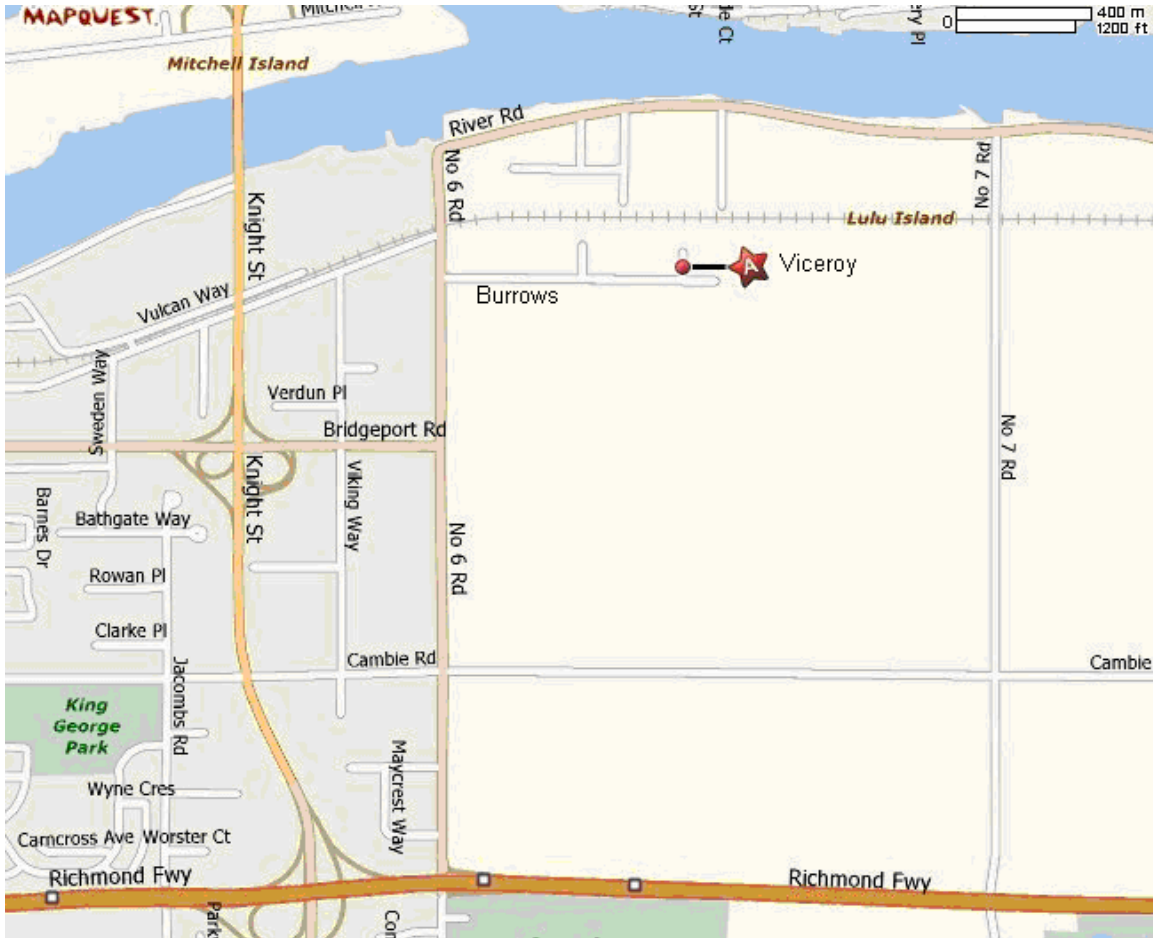 MAPQUEST.
400 m
0
1200 ft
Mitchell Island
River Rd
No 6 Rd
No 7 Rd
Knight St
Lulu Island
A
Viceroy
Burrows
Vulcan Way
Sweden Way
Verdun Pl
Bridgeport Rd
No 7 Rd
Knight St
Viking Way
Barnes Dr
Bathgate Way
No 6 Rd
Rowan Pl
Clarke Pl
Cambie Rd
Cambie
Jacombs Rd
King
George
Park
Maycrest Way
Wyne Cres
Carncross Ave
Worster Ct
Richmond Fwy
Richmond Fwy